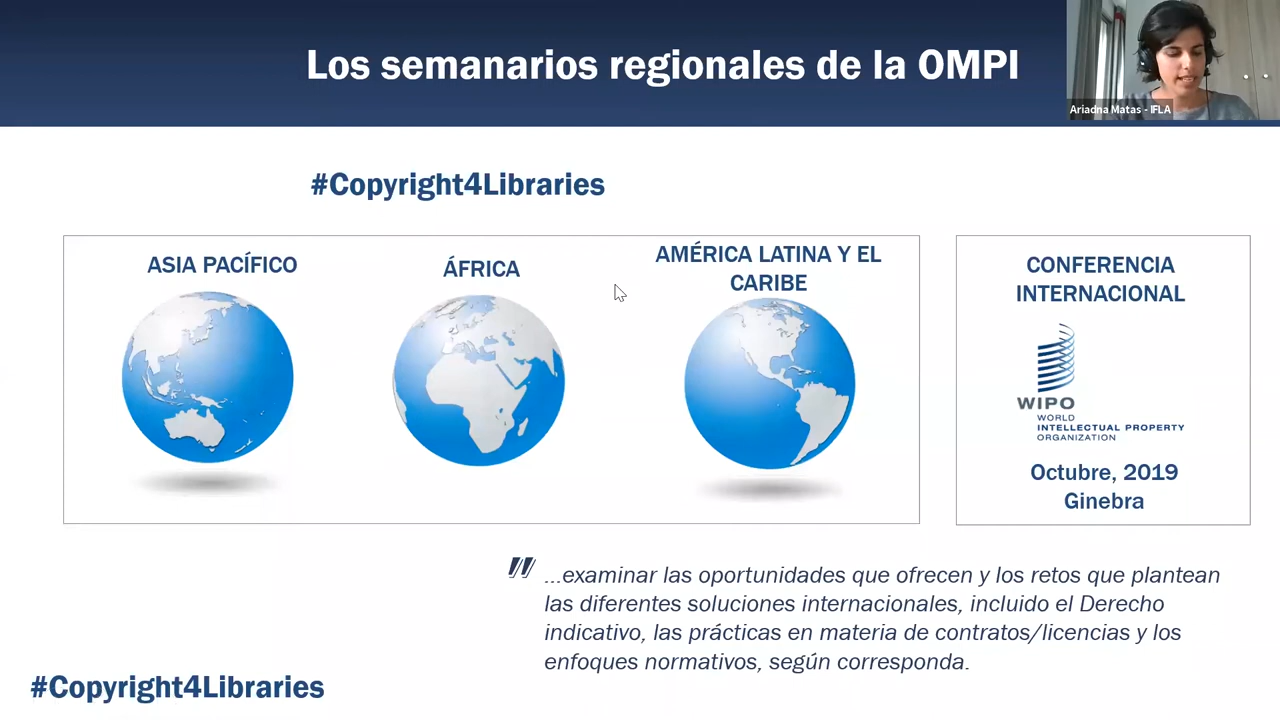 Los semanarios regionales de la OMPI
Ariadna Matas - IFLA
#Copyright4Libraries
ASIA PACÍFICO
ÁFRICA
AMÉRICA LATINA Y EL
CARIBE
CONFERENCIA
INTERNACIONAL
WIPO
WORLD
INTELLECTUAL PROPERTY
ORGANIZATION
Octubre, 2019
Ginebra
" ...examinar las oportunidades que ofrecen y los retos que plantean
las diferentes soluciones internacionales, incluido el Derecho
indicativo, las prácticas en materia de contratos/licencias y los
enfoques normativos, según corresponda.
#Copyright4Libraries